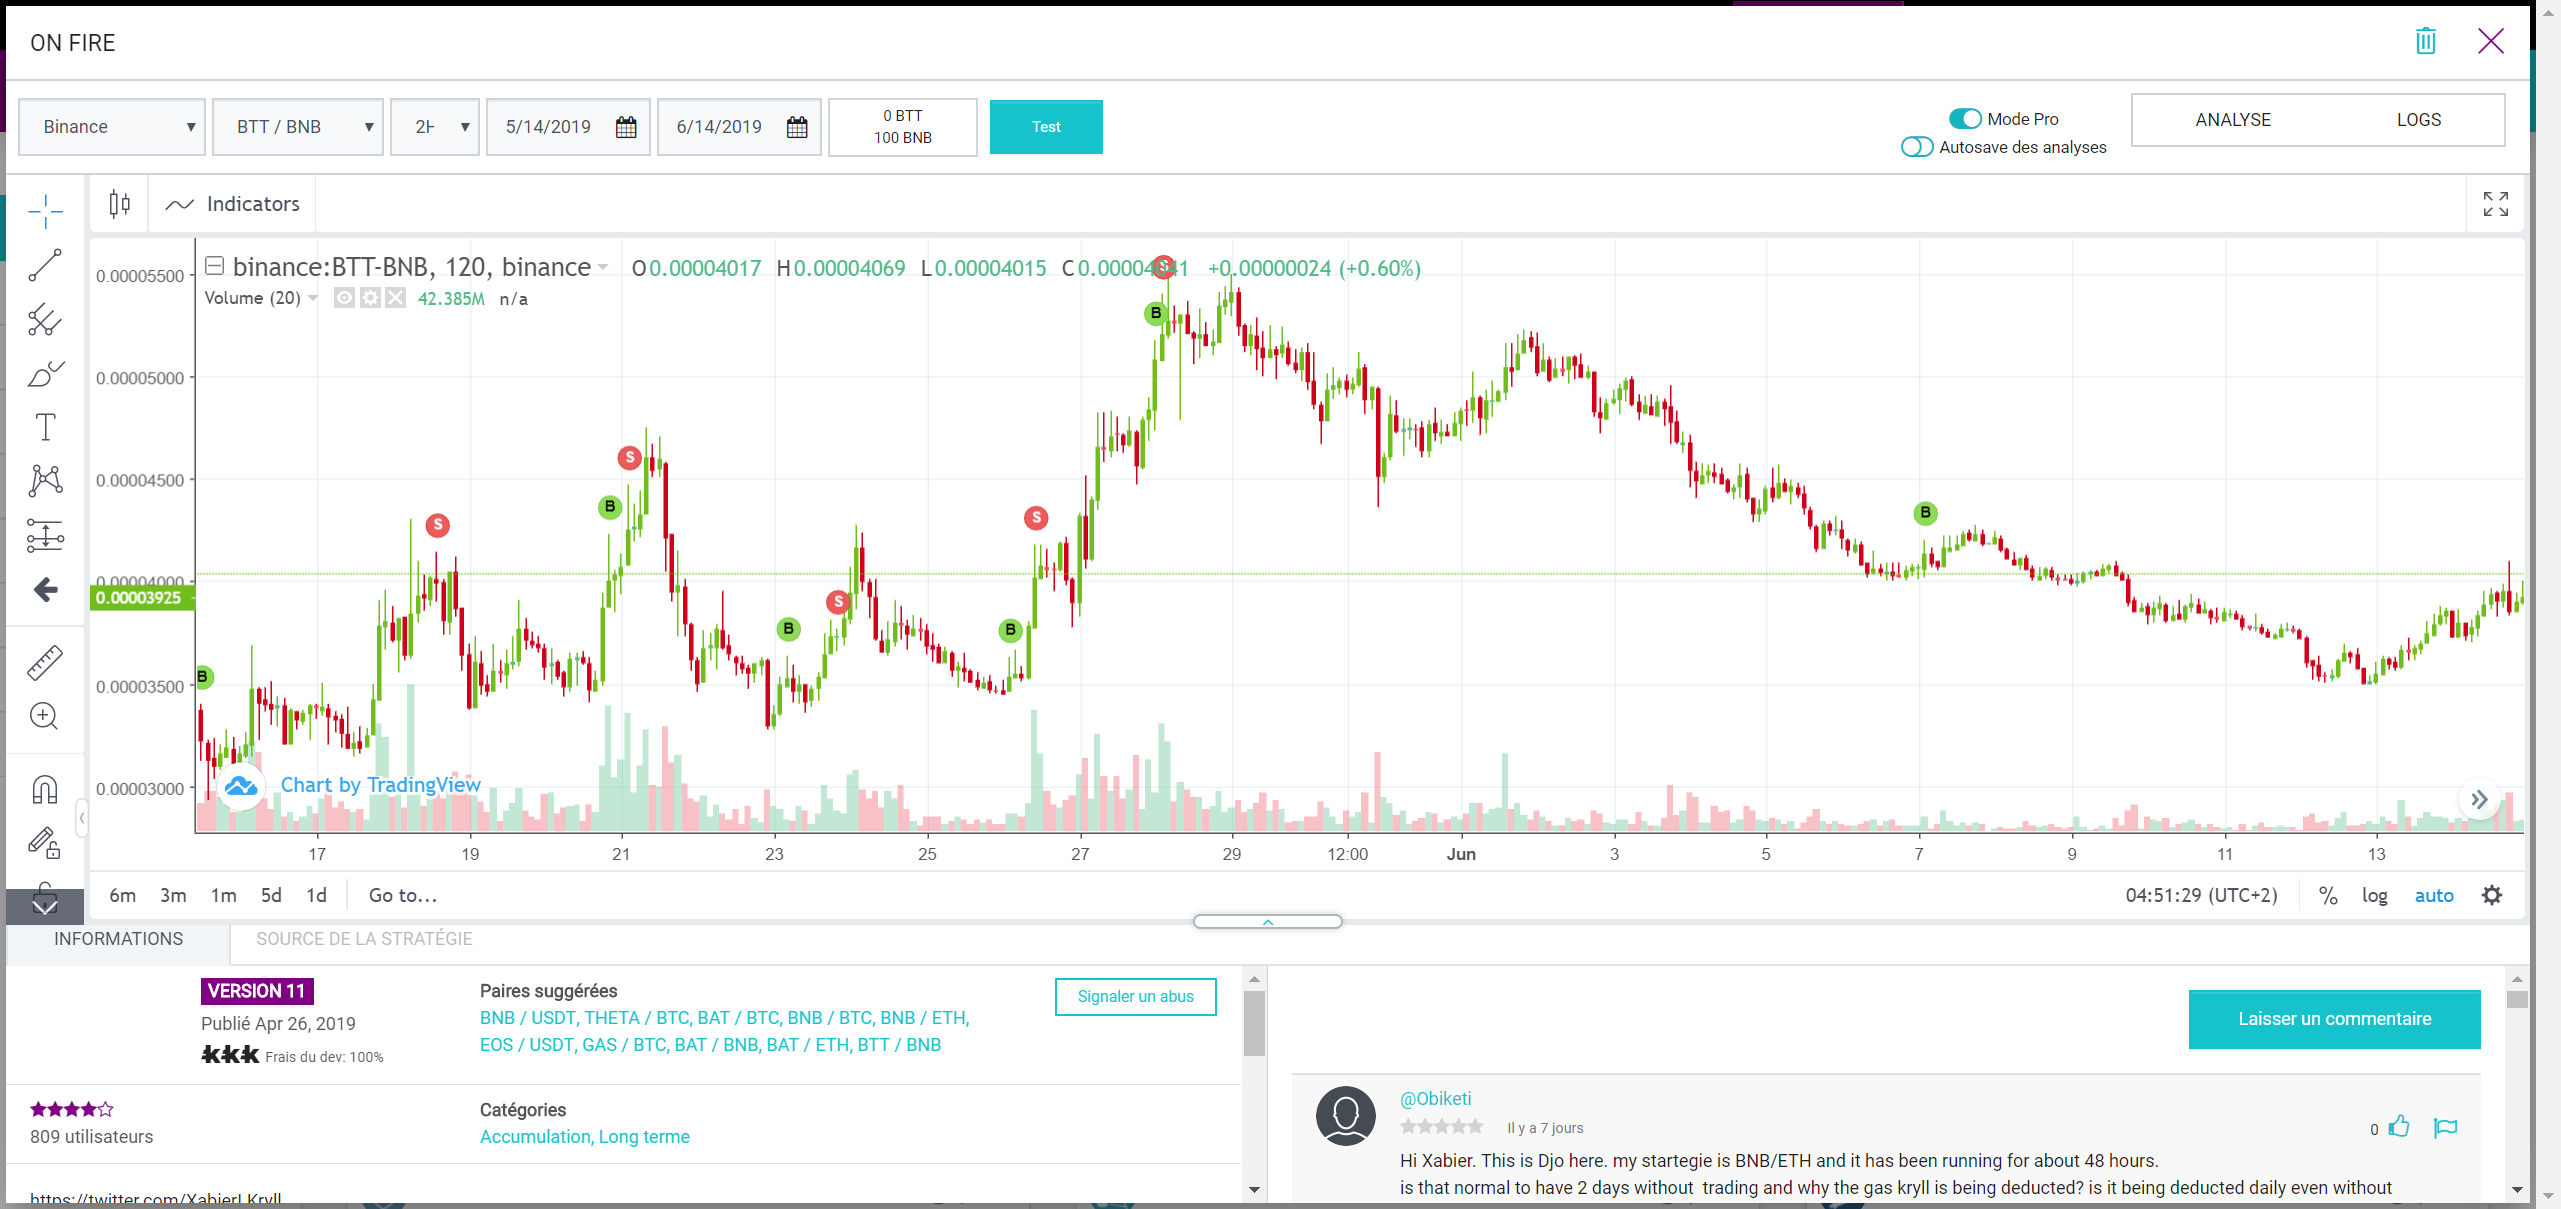 ON FIRE
Binance
BTT / BNB
5/14/2019
6/14/2019
0 BTT
100 BNB
Test
Mode Pro
Autosave des analyses
ANALYSE
LOGS
Indicators
binance:BTT-BNB, 120, binance
O0.00004017 H0.00004069 L0.00004015 +0.00000024 (+0.60%)
Volume (20) 42.385M n/a
0.00005500
0.00005000
0.00004500
0.00004000
0.00003925
0.00003500
0.00003000
B
S
B
S
B
S
B
S
B
S
B
Chart by TradingView
17 19 21 23 25 27 29 12:00 Jun 3 5 7 9 11 13
6m 3m 1m 5d 1d Go to...
04:51:29 (UTC+2) % log auto
INFORMATIONS
SOURCE DE LA STRATÉGIE
VERSION 11
Publié Apr 26, 2019
kkk Frais du dev: 100%
Paires suggérées
BNB / USDT, THETA / BTC, BAT / BTC, BNB / BTC, BNB / ETH,
EOS / USDT, GAS / BTC, BAT / BNB, BAT / ETH, BTT / BNB
Signaler un abus
809 utilisateurs
Catégories
Accumulation, Long terme
https://twitter.com/XabierLKryll
Laisser un commentaire
@Obiketi
Il y a 7 jours
0
Hi Xabier. This is Djo here. my startegie is BNB/ETH and it has been running for about 48 hours.
is that normal to have 2 days without trading and why the gas kryll is being deducted? is it being deducted daily even without